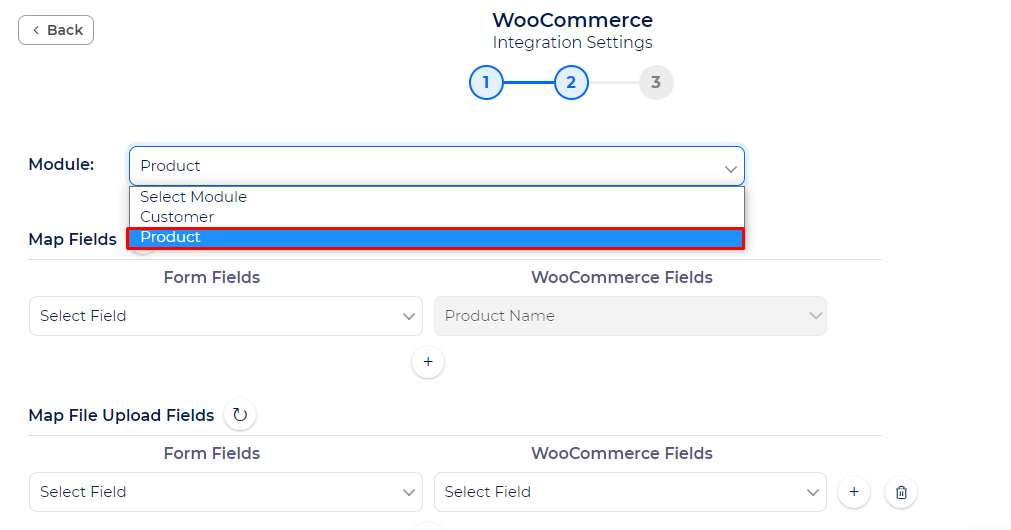 Back
WooCommerce
Integration Settings
1 2 3
Module: Product
Select Module
Customer
Product
Map Fields
Form Fields WooCommerce Fields
Select Field Product Name
+
Map File Upload Fields
Form Fields WooCommerce Fields
Select Field Select Field +